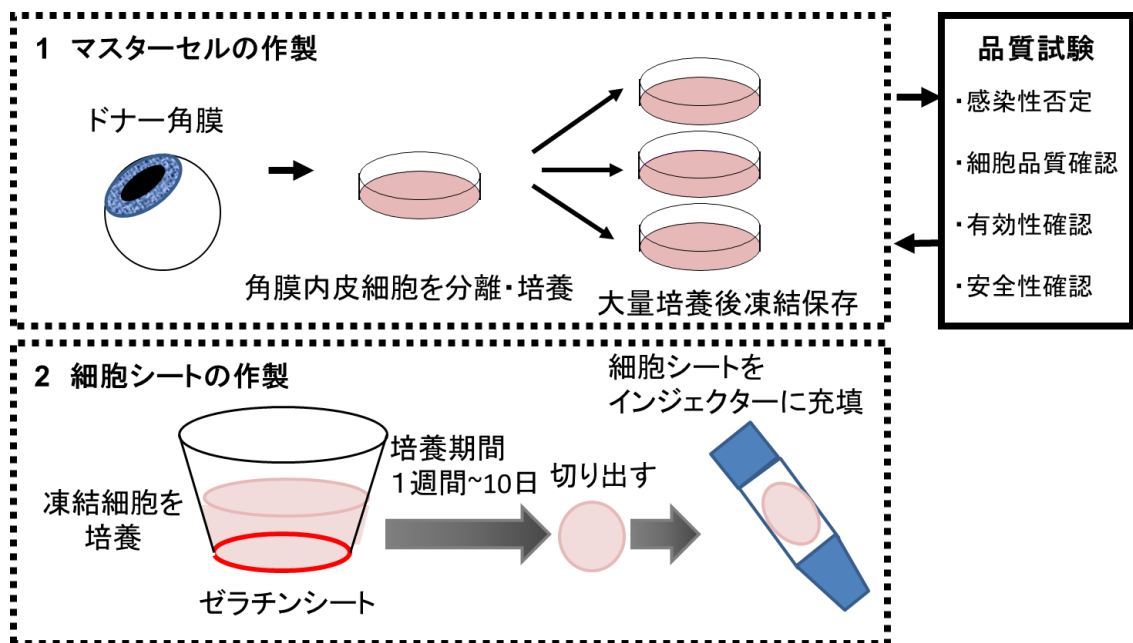 1 マスターセルの作製
ドナー角膜
角膜内皮細胞を分離・培養
大量培養後凍結保存
品質試験
・感染性否定
・細胞品質確認
・有効性確認
・安全性確認
2 細胞シートの作製
凍結細胞を
培養
ゼラチンシート
培養期間
1週間~10日
切り出す
細胞シートを
インジェクターに充填